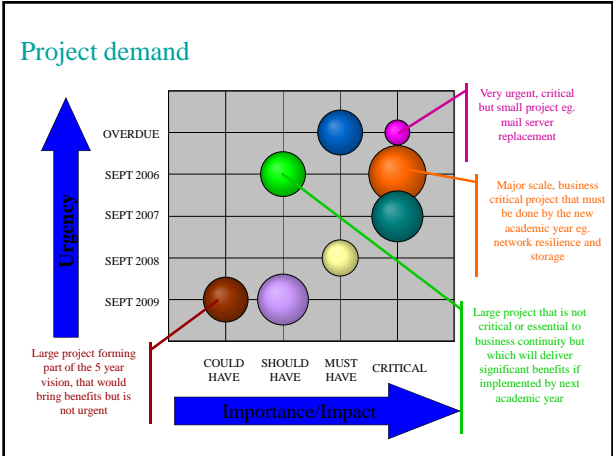 Project demand
Urgency
OVERDUE
SEPT 2006
SEPT 2007
SEPT 2008
SEPT 2009
COULD
HAVE
SHOULD
HAVE
MUST
HAVE
CRITICAL
Importance/Impact
Very urgent, critical
but small project eg.
mail server
replacement
Major scale, business
critical project that must
be done by the new
academic year eg.
network resilience and
storage
Large project that is not
critical or essential to
business continuity but
which will deliver
significant benefits if
implemented by next
academic year
Large project forming
part of the 5 year
vision, that would
bring benefits but is
not urgent